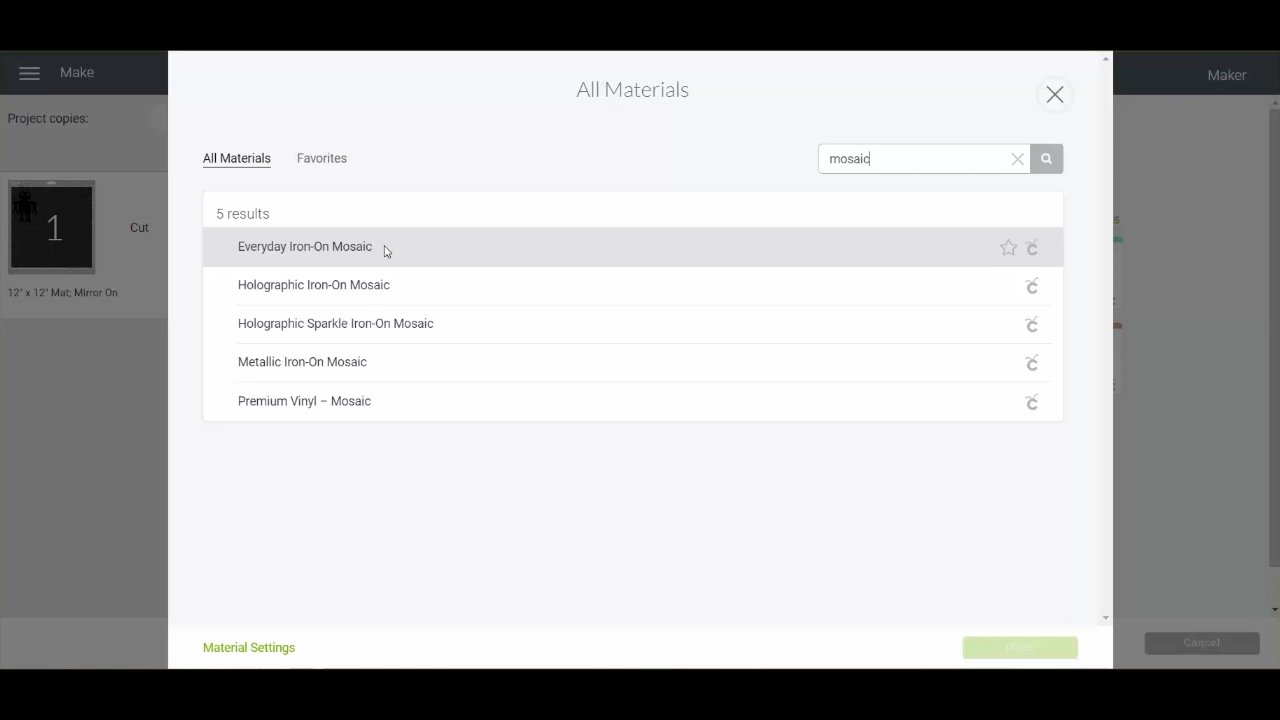 Make
Maker
Project copies:
1
Cut
12" x 12" Mat; Mirror On
All Materials
All Materials
Favorites
mosaic
5 results
Everyday Iron-On Mosaic
Holographic Iron-On Mosaic
Holographic Sparkle Iron-On Mosaic
Metallic Iron-On Mosaic
Premium Vinyl – Mosaic
Material Settings
Cancel